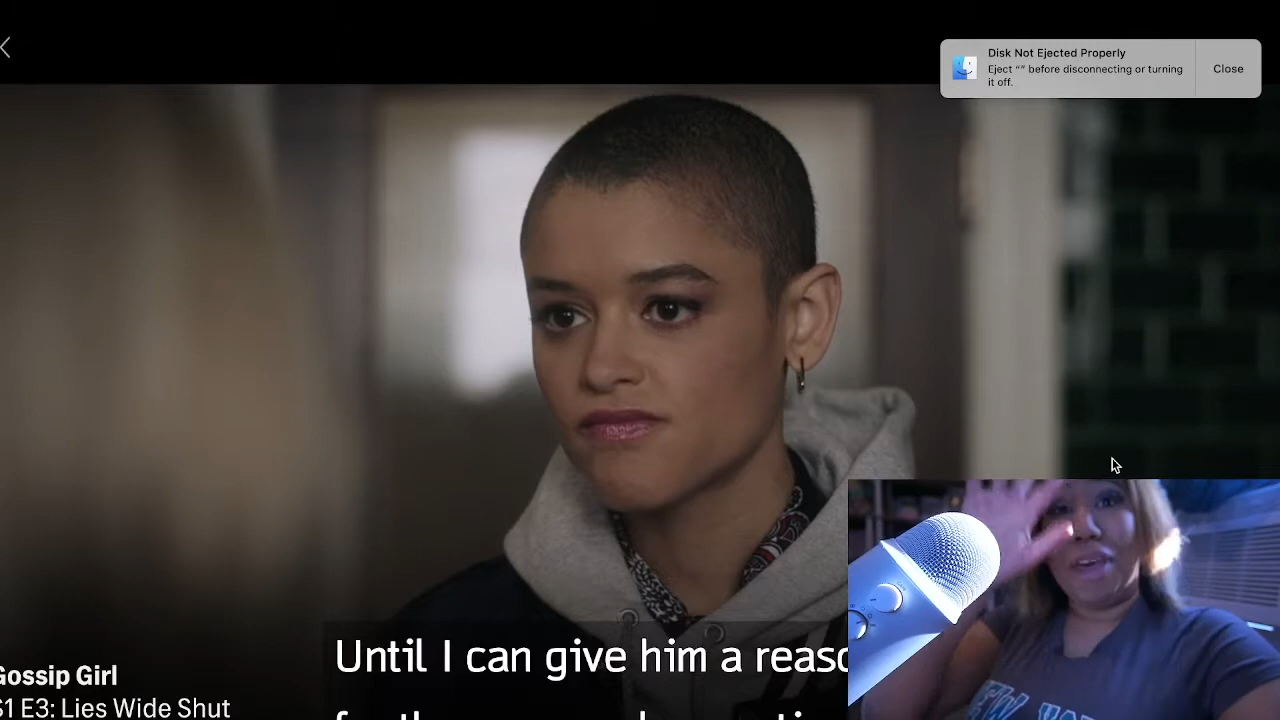 Disk Not Ejected Properly
Eject “” before disconnecting or turning
it off.
Close
Until I can give him a
Gossip Girl
S1 E3: Lies Wide Shut
NEW